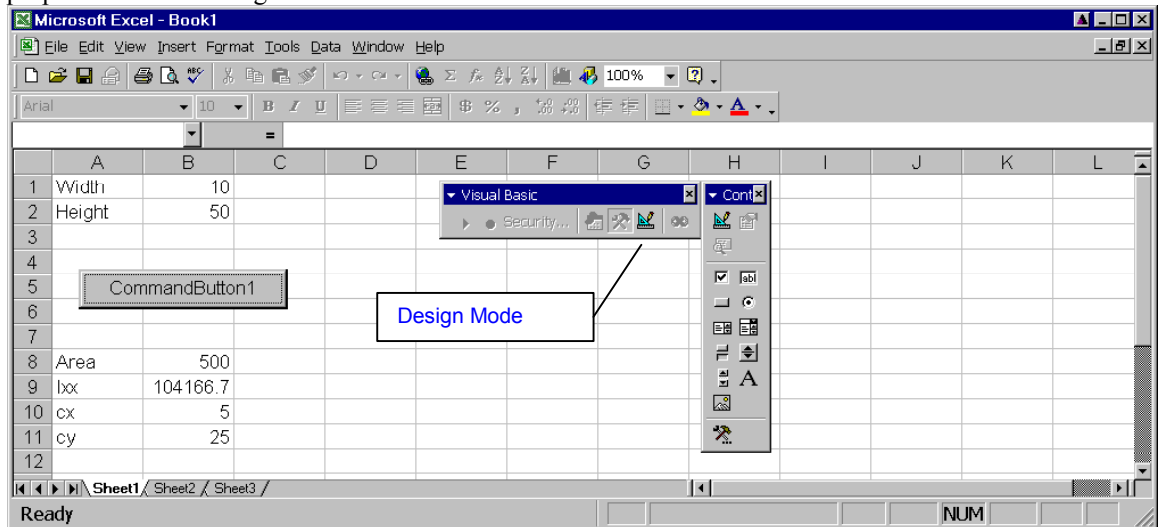 Microsoft Excel - Book1
File Edit View Insert Format Tools Data Window Help
100%
Arial 10 B I U $ % ,
=
A B C D E F G H I J K L
1 Width 10
2 Height 50
3
4
5
6
7
8 Area 500
9 Ixx 104166.7
10 cx 5
11 cy 25
12
CommandButton1
Visual Basic
Security...
Cont
abl
A
Design Mode
Sheet1 Sheet2 Sheet3
Ready NUM